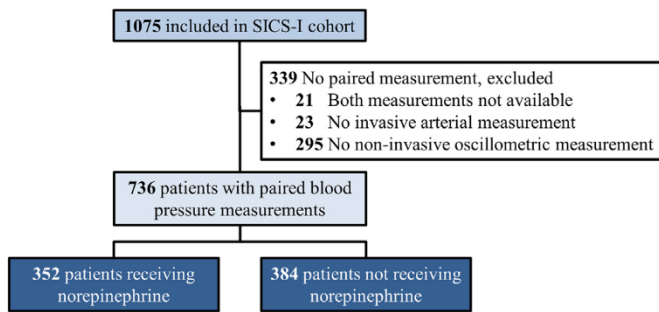 1075 included in SICS-I cohort
339 No paired measurement, excluded
• 21 Both measurements not available
• 23 No invasive arterial measurement
• 295 No non-invasive oscillometric measurement
736 patients with paired blood
pressure measurements
352 patients receiving
norepinephrine
384 patients not receiving
norepinephrine